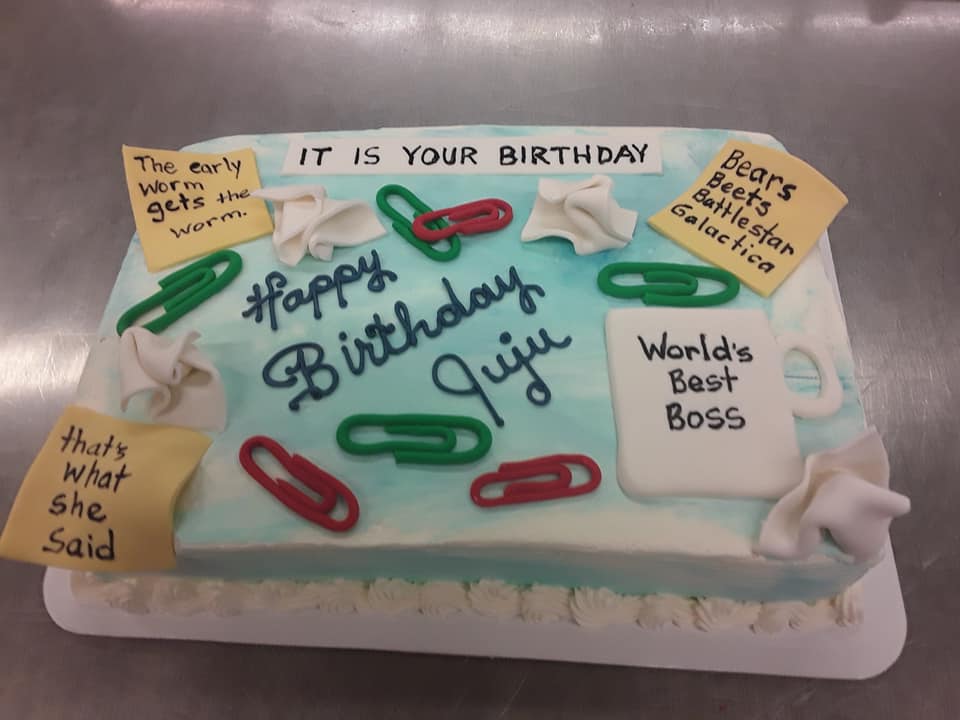 IT IS YOUR BIRTHDAY
The early
worm
gets the
worm.
Bears
Beets
Battlestar
Galactica
Happy
Birthday
Juju
World's
Best
Boss
that's
what
she
said